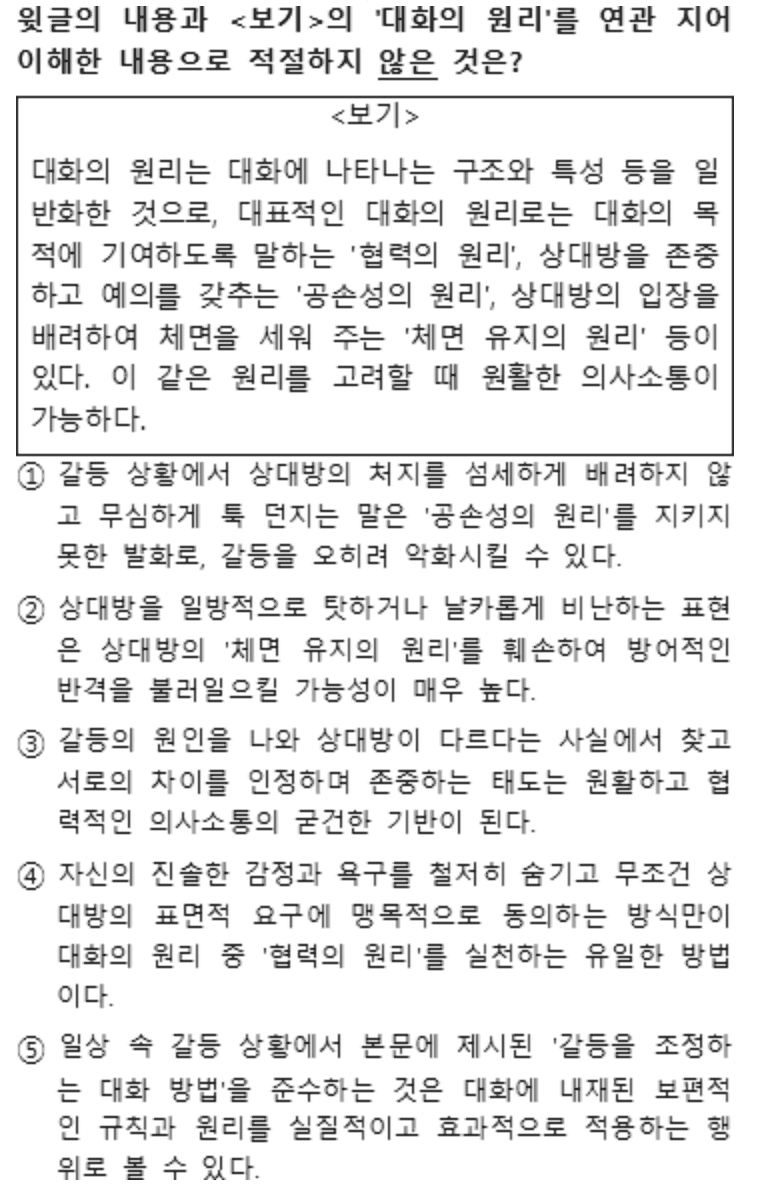 윗글의 내용과 <보기>의 '대화의 원리'를 연관 지어
이해한 내용으로 적절하지 않은 것은?
<보기>
대화의 원리는 대화에 나타나는 구조와 특성 등을 일
반화한 것으로, 대표적인 대화의 원리로는 대화의 목
적에 기여하도록 말하는 '협력의 원리', 상대방을 존중
하고 예의를 갖추는 '공손성의 원리', 상대방의 입장을
배려하여 체면을 세워 주는 '체면 유지의 원리' 등이
있다. 이 같은 원리를 고려할 때 원활한 의사소통이
가능하다.
① 갈등 상황에서 상대방의 처지를 섬세하게 배려하지 않
고 무심하게 툭 던지는 말은 '공손성의 원리'를 지키지
못한 발화로, 갈등을 오히려 악화시킬 수 있다.
② 상대방을 일방적으로 탓하거나 날카롭게 비난하는 표현
은 상대방의 '체면 유지의 원리'를 훼손하여 방어적인
반격을 불러일으킬 가능성이 매우 높다.
③ 갈등의 원인을 나와 상대방이 다르다는 사실에서 찾고
서로의 차이를 인정하며 존중하는 태도는 원활하고 협
력적인 의사소통의 굳건한 기반이 된다.
④ 자신의 진솔한 감정과 욕구를 철저히 숨기고 무조건 상
대방의 표면적 요구에 맹목적으로 동의하는 방식만이
대화의 원리 중 '협력의 원리'를 실천하는 유일한 방법
이다.
⑤ 일상 속 갈등 상황에서 본문에 제시된 '갈등을 조정하
는 대화 방법'을 준수하는 것은 대화에 내재된 보편적
인 규칙과 원리를 실질적이고 효과적으로 적용하는 행
위로 볼 수 있다.